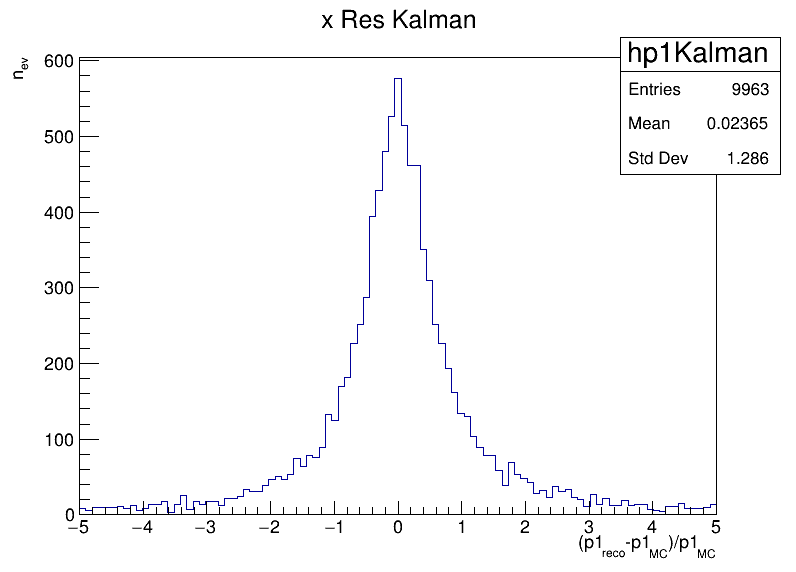 x Res Kalman
hp1Kalman
Entries 9963
Mean 0.02365
Std Dev 1.286
n_ev
600
500
400
300
200
100
0
−5 −4 −3 −2 −1 0 1 2 3 4 5
(p1_reco-p1_MC)/p1_MC